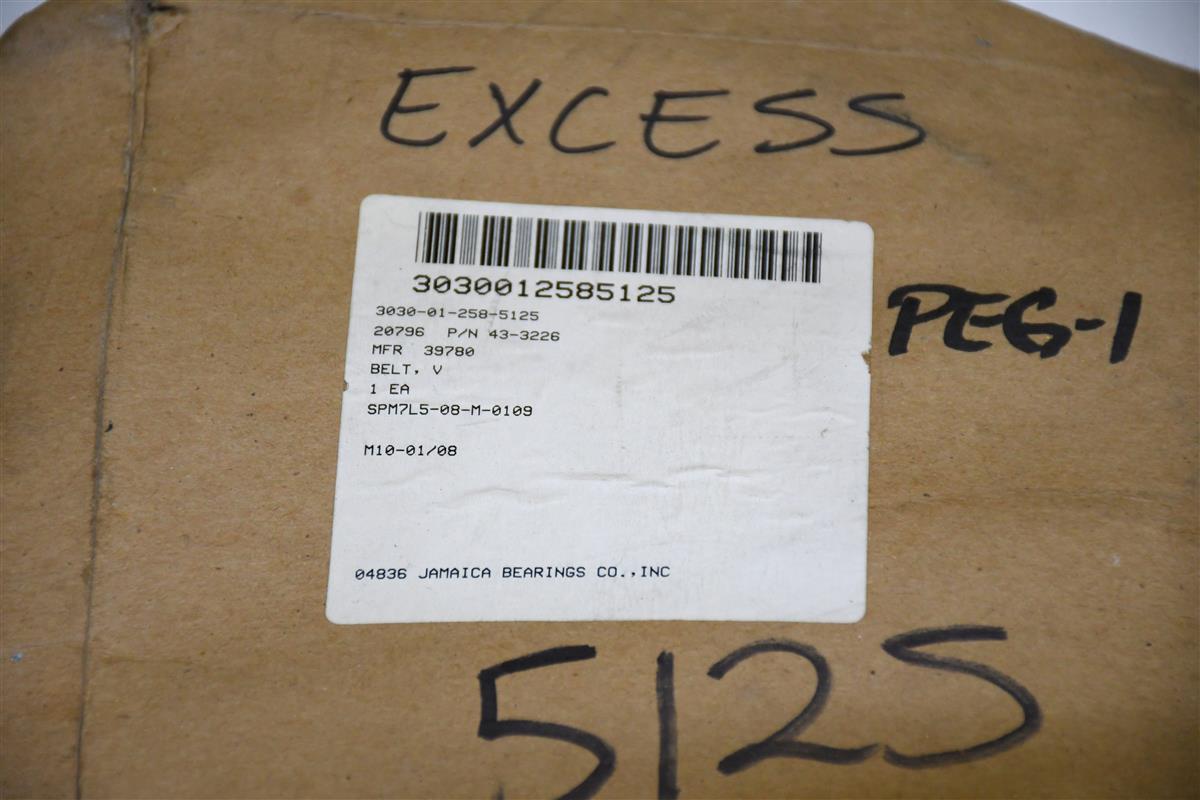 EXCESS
3030012585125
3030-01-258-5125
20796 P/N 43-3226
MFR 39780
BELT, V
1 EA
SPM7L5-08-M-0109
M10-01/08
04836 JAMAICA BEARINGS CO.,INC
PEG-1
5125